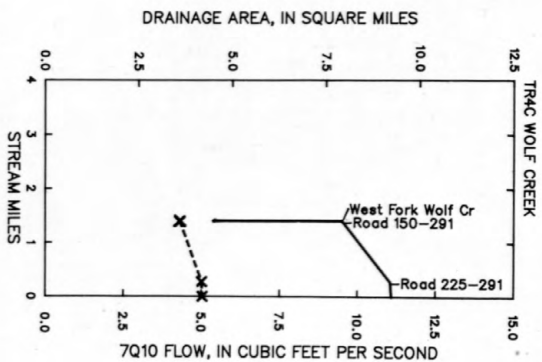 DRAINAGE AREA, IN SQUARE MILES
0.0 2.5 5.0 7.5 10.0 12.5
TR4C WOLF CREEK
4
3
2
1
0
STREAM MILES
West Fork Wolf Cr
Road 150-291
Road 225-291
0.0 2.5 5.0 7.5 10.0 12.5 15.0
7Q10 FLOW, IN CUBIC FEET PER SECOND